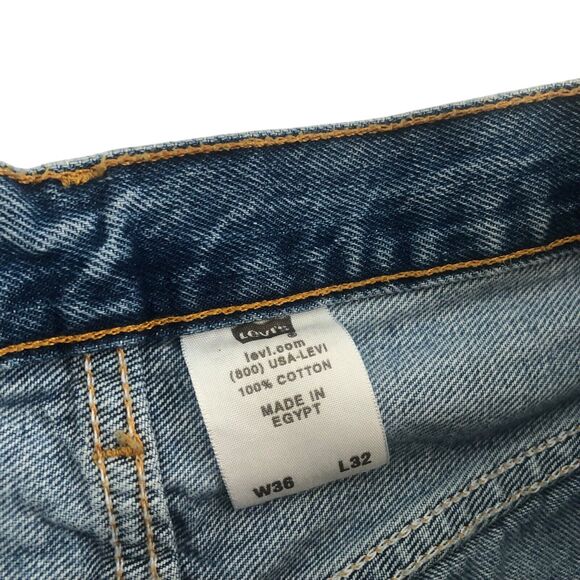 LEVI'S
levi.com
(800) USA-LEVI
100% COTTON
MADE IN
EGYPT
W36 L32